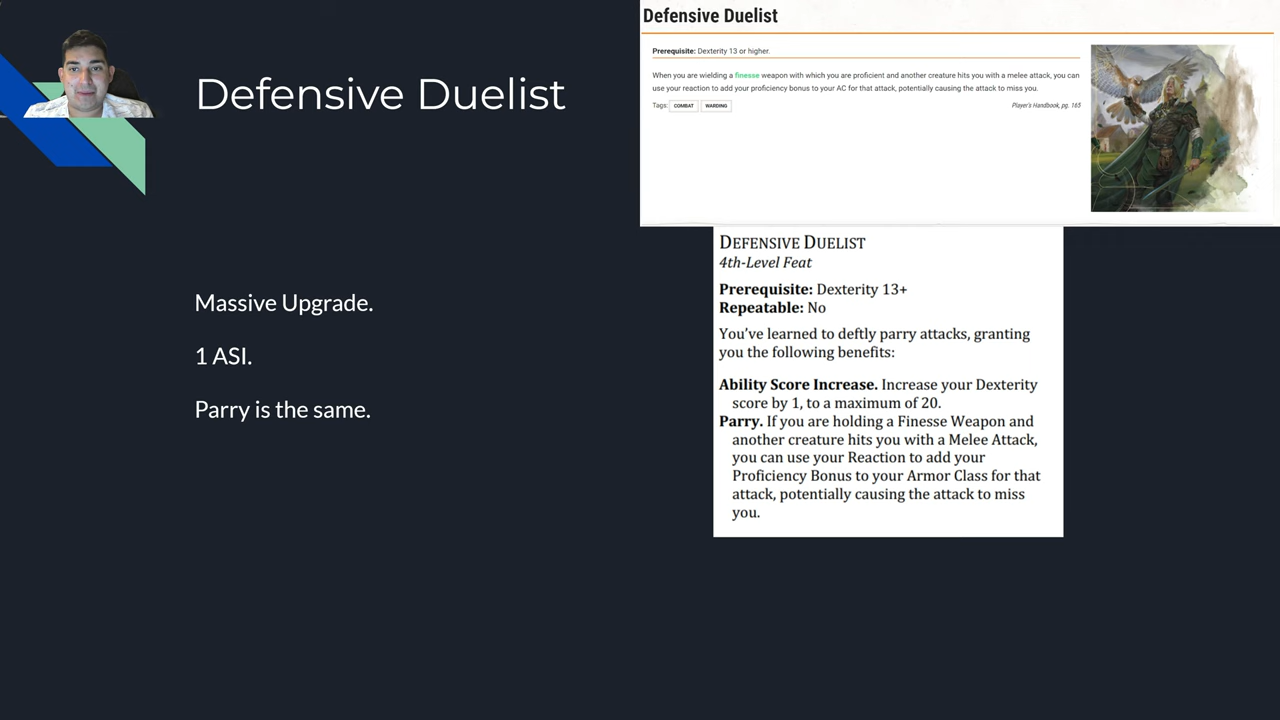 Defensive Duelist
Massive Upgrade.
1 ASI.
Parry is the same.
Defensive Duelist
Prerequisite: Dexterity 13 or higher.
When you are wielding a finesse weapon with which you are proficient and another creature hits you with a melee attack, you can
use your reaction to add your proficiency bonus to your AC for that attack, potentially causing the attack to miss you.
Tags: COMBAT WARDING
Player's Handbook, pg. 165
DEFENSIVE DUELIST
4th-Level Feat
Prerequisite: Dexterity 13+
Repeatable: No
You've learned to deftly parry attacks, granting
you the following benefits:
Ability Score Increase. Increase your Dexterity
score by 1, to a maximum of 20.
Parry. If you are holding a Finesse Weapon and
another creature hits you with a Melee Attack,
you can use your Reaction to add your
Proficiency Bonus to your Armor Class for that
attack, potentially causing the attack to miss
you.